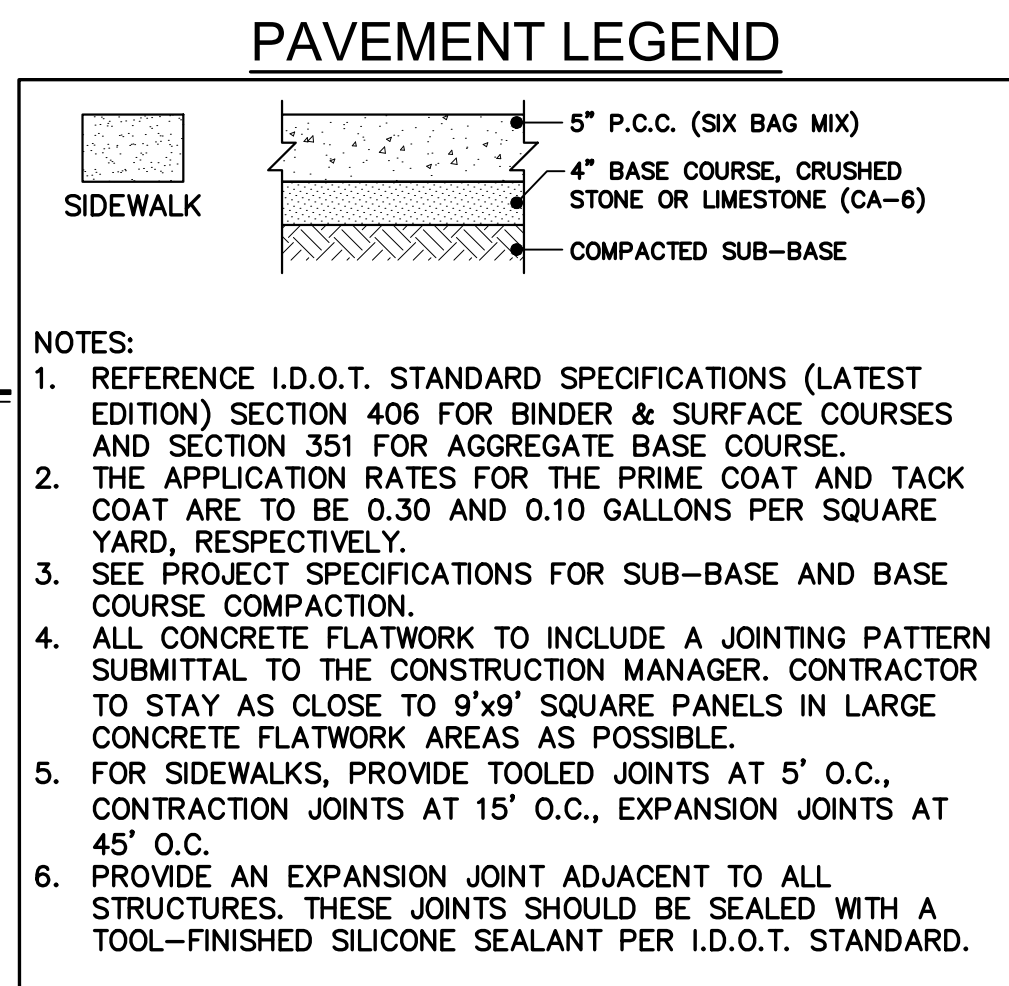 PAVEMENT LEGEND
SIDEWALK
5" P.C.C. (SIX BAG MIX)
4" BASE COURSE, CRUSHED
STONE OR LIMESTONE (CA-6)
COMPACTED SUB-BASE
NOTES:
1. REFERENCE I.D.O.T. STANDARD SPECIFICATIONS (LATEST
EDITION) SECTION 406 FOR BINDER & SURFACE COURSES
AND SECTION 351 FOR AGGREGATE BASE COURSE.
2. THE APPLICATION RATES FOR THE PRIME COAT AND TACK
COAT ARE TO BE 0.30 AND 0.10 GALLONS PER SQUARE
YARD, RESPECTIVELY.
3. SEE PROJECT SPECIFICATIONS FOR SUB-BASE AND BASE
COURSE COMPACTION.
4. ALL CONCRETE FLATWORK TO INCLUDE A JOINTING PATTERN
SUBMITTAL TO THE CONSTRUCTION MANAGER. CONTRACTOR
TO STAY AS CLOSE TO 9'x9' SQUARE PANELS IN LARGE
CONCRETE FLATWORK AREAS AS POSSIBLE.
5. FOR SIDEWALKS, PROVIDE TOOLED JOINTS AT 5' O.C.,
CONTRACTION JOINTS AT 15' O.C., EXPANSION JOINTS AT
45' O.C.
6. PROVIDE AN EXPANSION JOINT ADJACENT TO ALL
STRUCTURES. THESE JOINTS SHOULD BE SEALED WITH A
TOOL-FINISHED SILICONE SEALANT PER I.D.O.T. STANDARD.